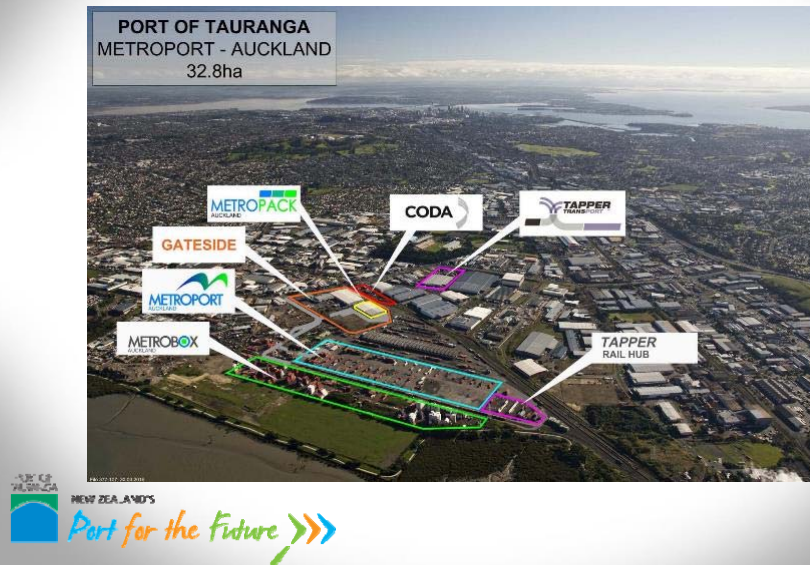 PORT OF TAURANGA
METROPORT - AUCKLAND
32.8ha
METROPACK
AUCKLAND
CODA
TAPPER
TRANSPORT
GATESIDE
METROPORT
AUCKLAND
METROBOX
AUCKLAND
TAPPER
RAIL HUB
PORT OF
TAURANGA
NEW ZEALAND'S
Port for the Future